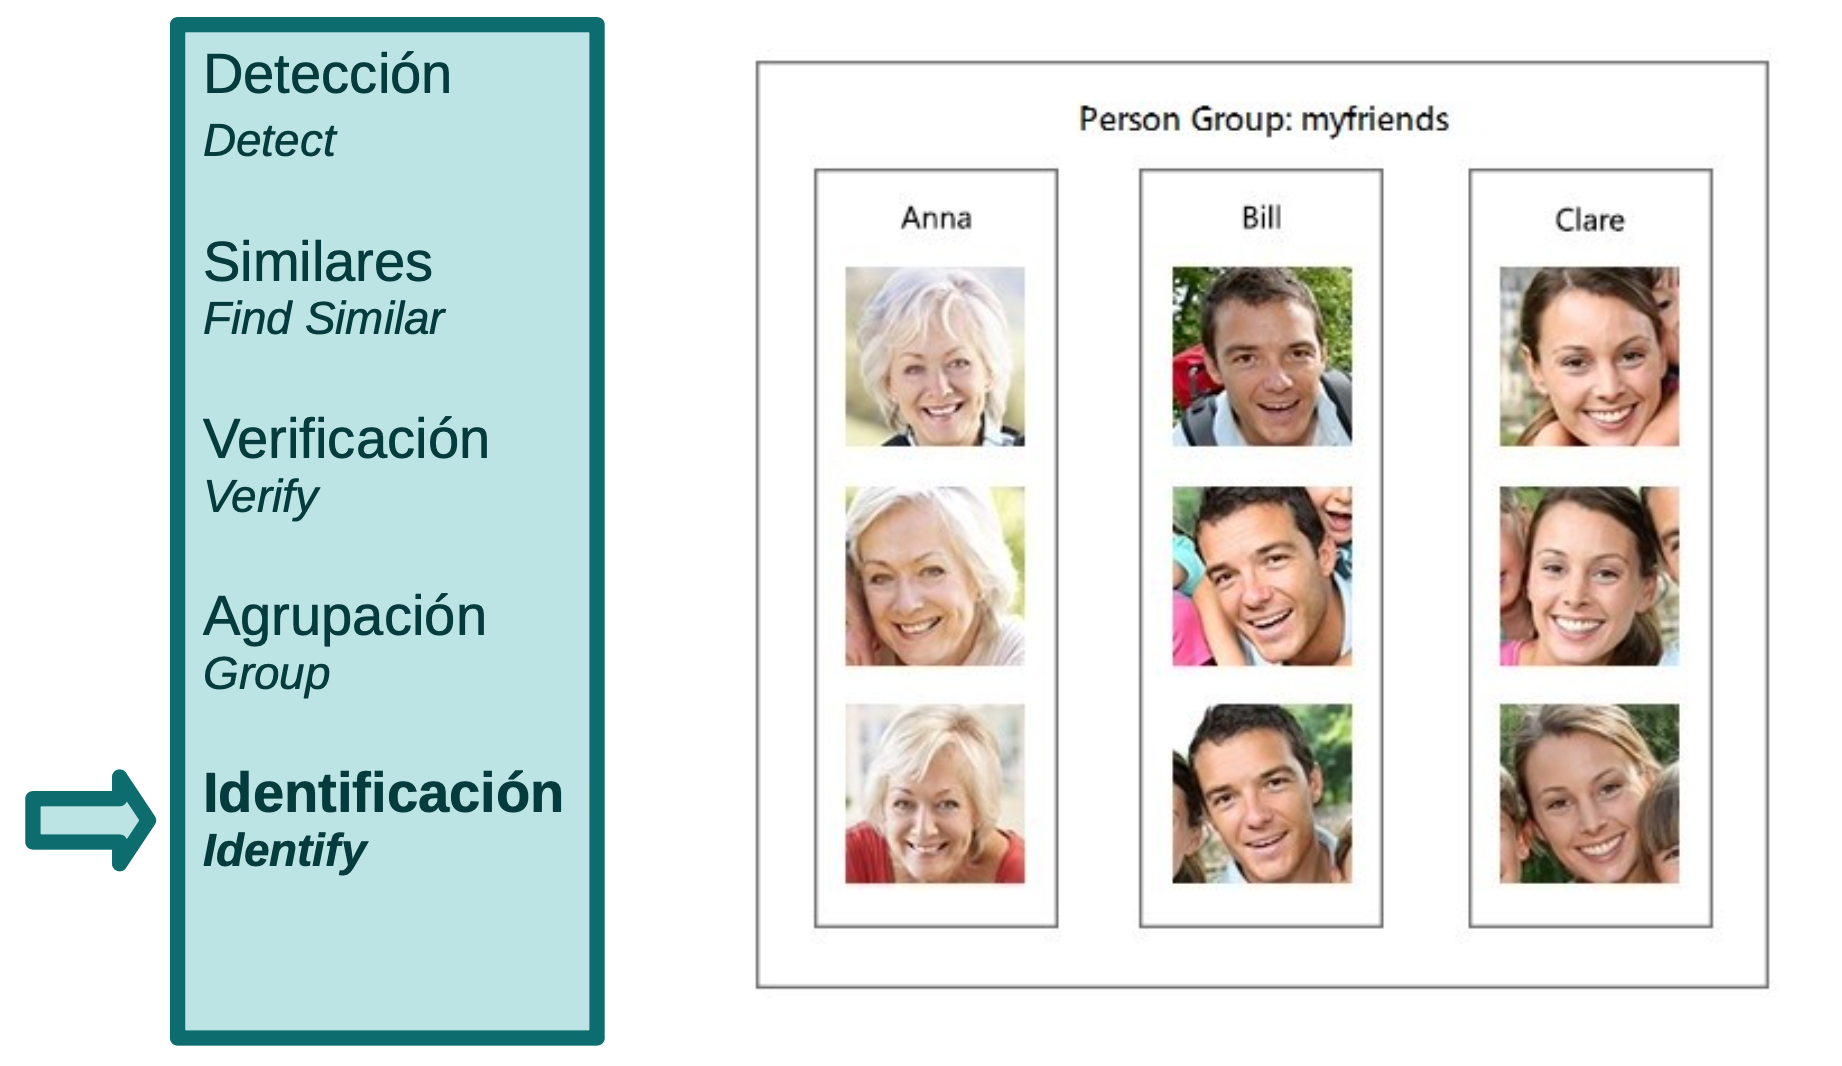 Detección
Detect
Similares
Find Similar
Verificación
Verify
Agrupación
Group
Identificación
Identify
Person Group: myfriends
Anna
Bill
Clare